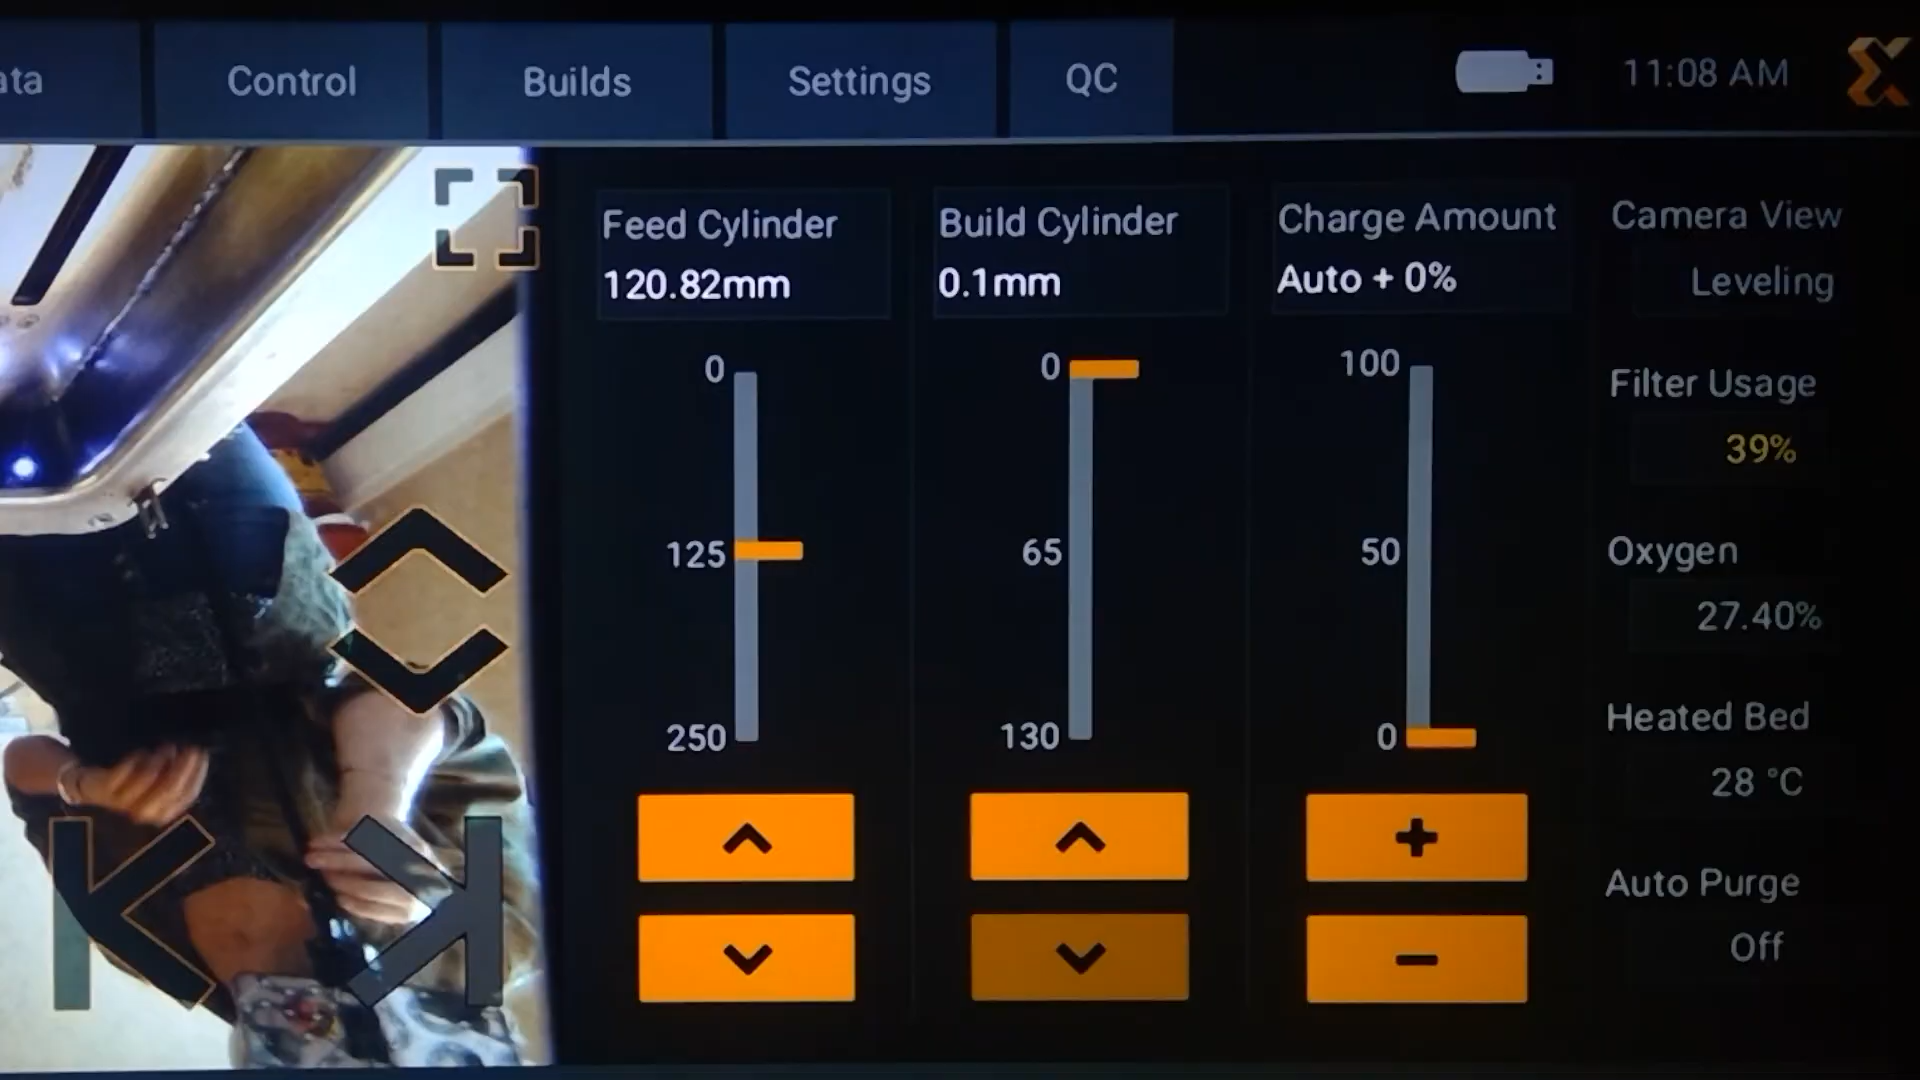 ata
Control
Builds
Settings
QC
11:08 AM
Feed Cylinder
120.82mm
0
125
250
Build Cylinder
0.1mm
0
65
130
Charge Amount
Auto + 0%
100
50
0
Camera View
Leveling
Filter Usage
39%
Oxygen
27.40%
Heated Bed
28 °C
Auto Purge
Off